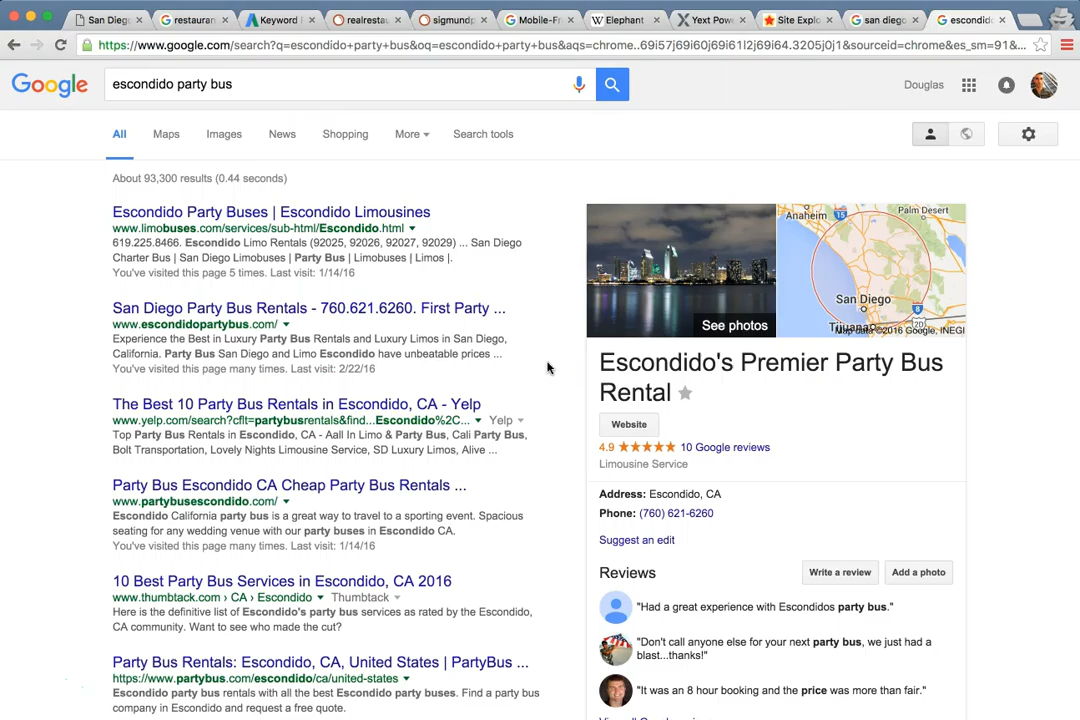 San Dieg
restauran
Keyword
realrestau
sigmundp
Mobile-Fr
Elephant
Yext Pow
Site Explo
san diego
escondid
https://www.google.com/search?q=escondido+party+bus&oq=escondido+party+bus&aqs=chrome..69i57j69i60j69i61l2j69i64.3205j0j1&sourceid=chrome&es_sm=91&...
Google
escondido party bus
Douglas
All Maps Images News Shopping More Search tools
About 93,300 results (0.44 seconds)
Escondido Party Buses | Escondido Limousines
www.limobuses.com/services/sub-html/Escondido.html
619.225.8466. Escondido Limo Rentals (92025, 92026, 92027, 92029) ... San Diego
Charter Bus | San Diego Limobuses | Party Bus | Limobuses | Limos |.
You've visited this page 5 times. Last visit: 1/14/16
San Diego Party Bus Rentals - 760.621.6260. First Party ...
www.escondidopartybus.com/
Experience the Best in Luxury Party Bus Rentals and Luxury Limos in San Diego,
California. Party Bus San Diego and Limo Escondido have unbeatable prices ...
You've visited this page many times. Last visit: 2/22/16
The Best 10 Party Bus Rentals in Escondido, CA - Yelp
www.yelp.com/search?cflt=partybusrentals&find...Escondido%2C... Yelp
Top Party Bus Rentals in Escondido, CA - Aall In Limo & Party Bus, Cali Party Bus,
Bolt Transportation, Lovely Nights Limousine Service, SD Luxury Limos, Alive ...
Party Bus Escondido CA Cheap Party Bus Rentals ...
www.partybusescondido.com/
Escondido California party bus is a great way to travel to a sporting event. Spacious
seating for any wedding venue with our party buses in Escondido CA.
You've visited this page many times. Last visit: 1/14/16
10 Best Party Bus Services in Escondido, CA 2016
www.thumbtack.com › CA › Escondido Thumbtack
Here is the definitive list of Escondido's party bus services as rated by the Escondido,
CA community. Want to see who made the cut?
Party Bus Rentals: Escondido, CA, United States | PartyBus ...
https://www.partybus.com/escondido/ca/united-states
Escondido party bus rentals with all the best Escondido party buses. Find a party bus
company in Escondido and request a free quote.
See photos
Anaheim
15
Palm Desert
San Diego
8
Tijuana
20
Map data ©2016 Google, INEGI
Escondido's Premier Party Bus
Rental
Website
4.9 10 Google reviews
Limousine Service
Address: Escondido, CA
Phone: (760) 621-6260
Suggest an edit
Reviews
Write a review
Add a photo
"Had a great experience with Escondidos party bus."
"Don't call anyone else for your next party bus, we just had a
blast...thanks!"
"It was an 8 hour booking and the price was more than fair."